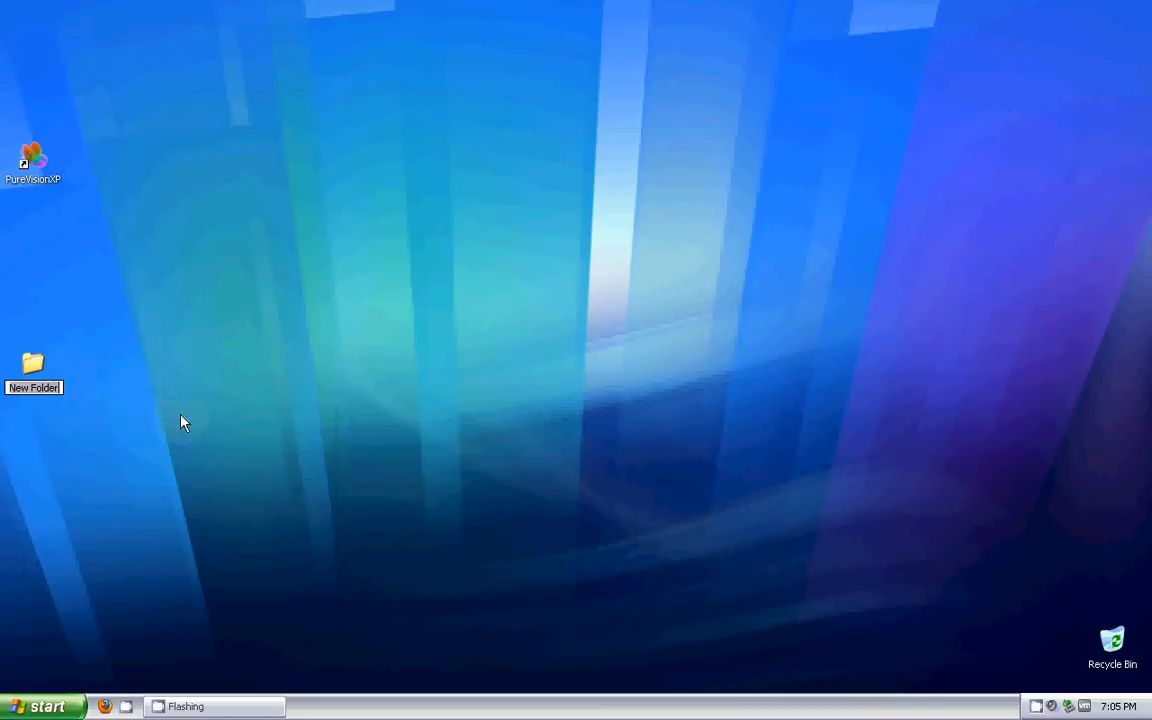 PureVisionXP
New Folder
Recycle Bin
start
Flashing
7:05 PM